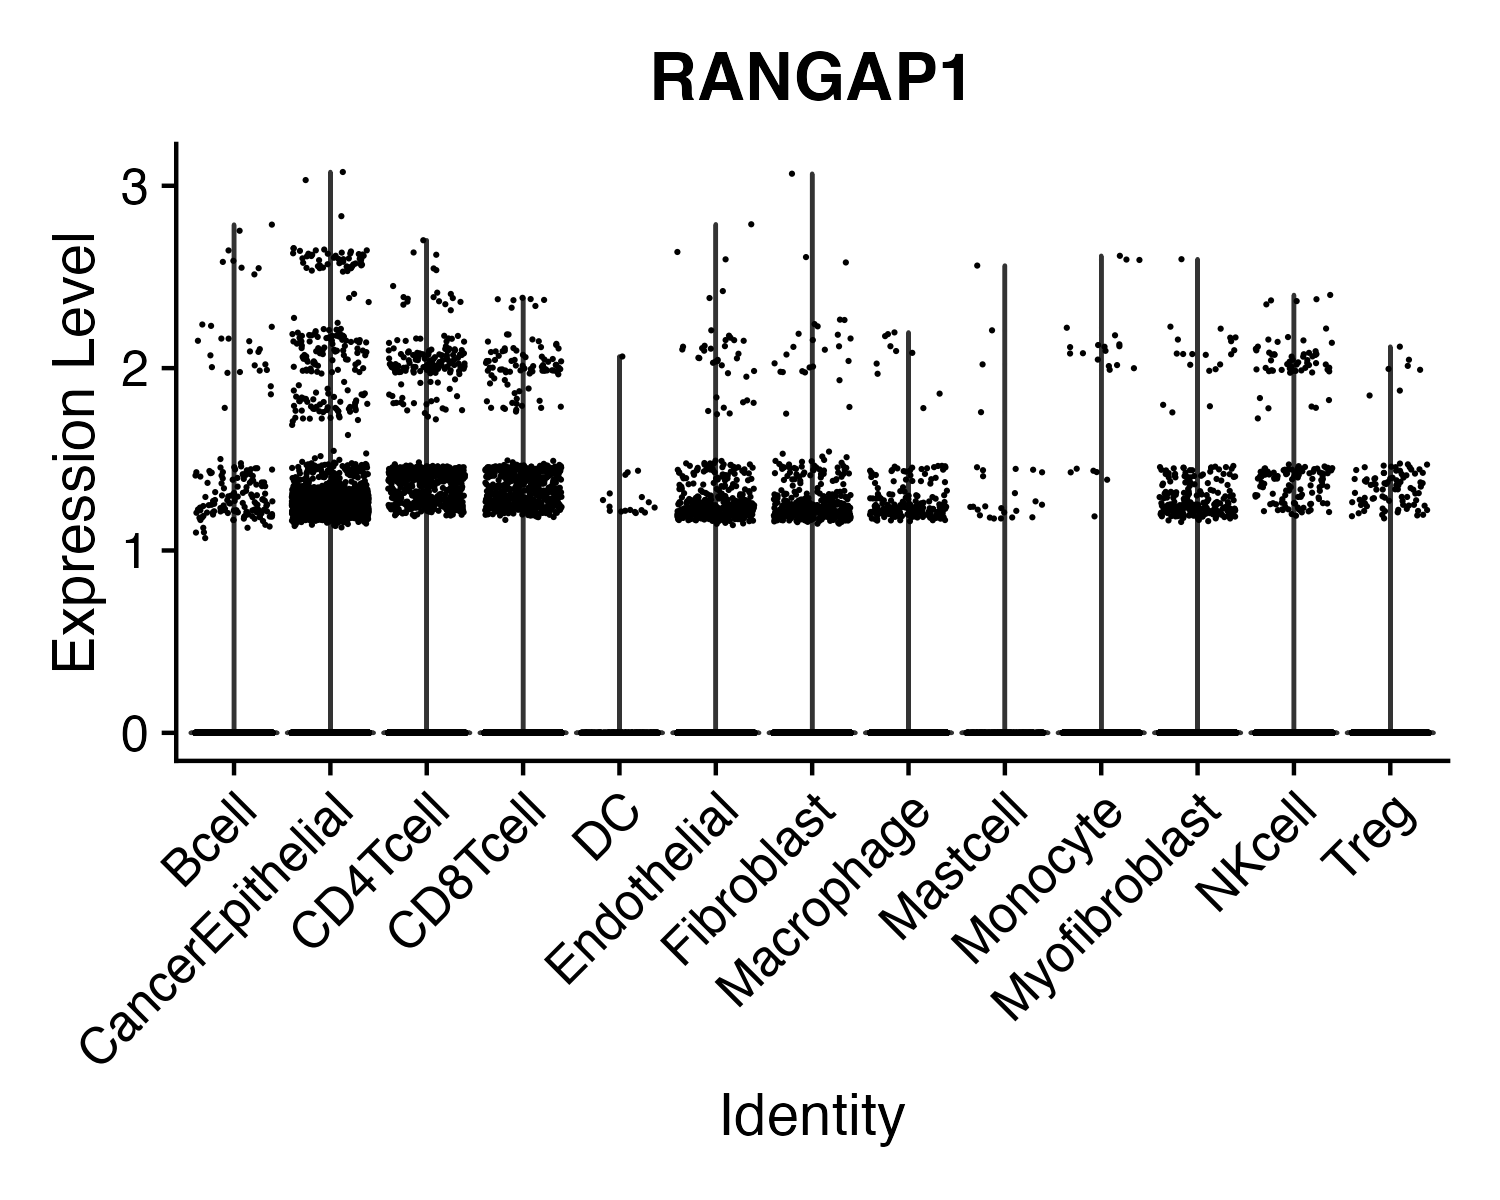 RANGAP1
Expression Level
3
2
1
0
Bcell
CancerEpithelial
CD4Tcell
CD8Tcell
DC
Endothelial
Fibroblast
Macrophage
Mastcell
Monocyte
Myofibroblast
NKcell
Treg
Identity